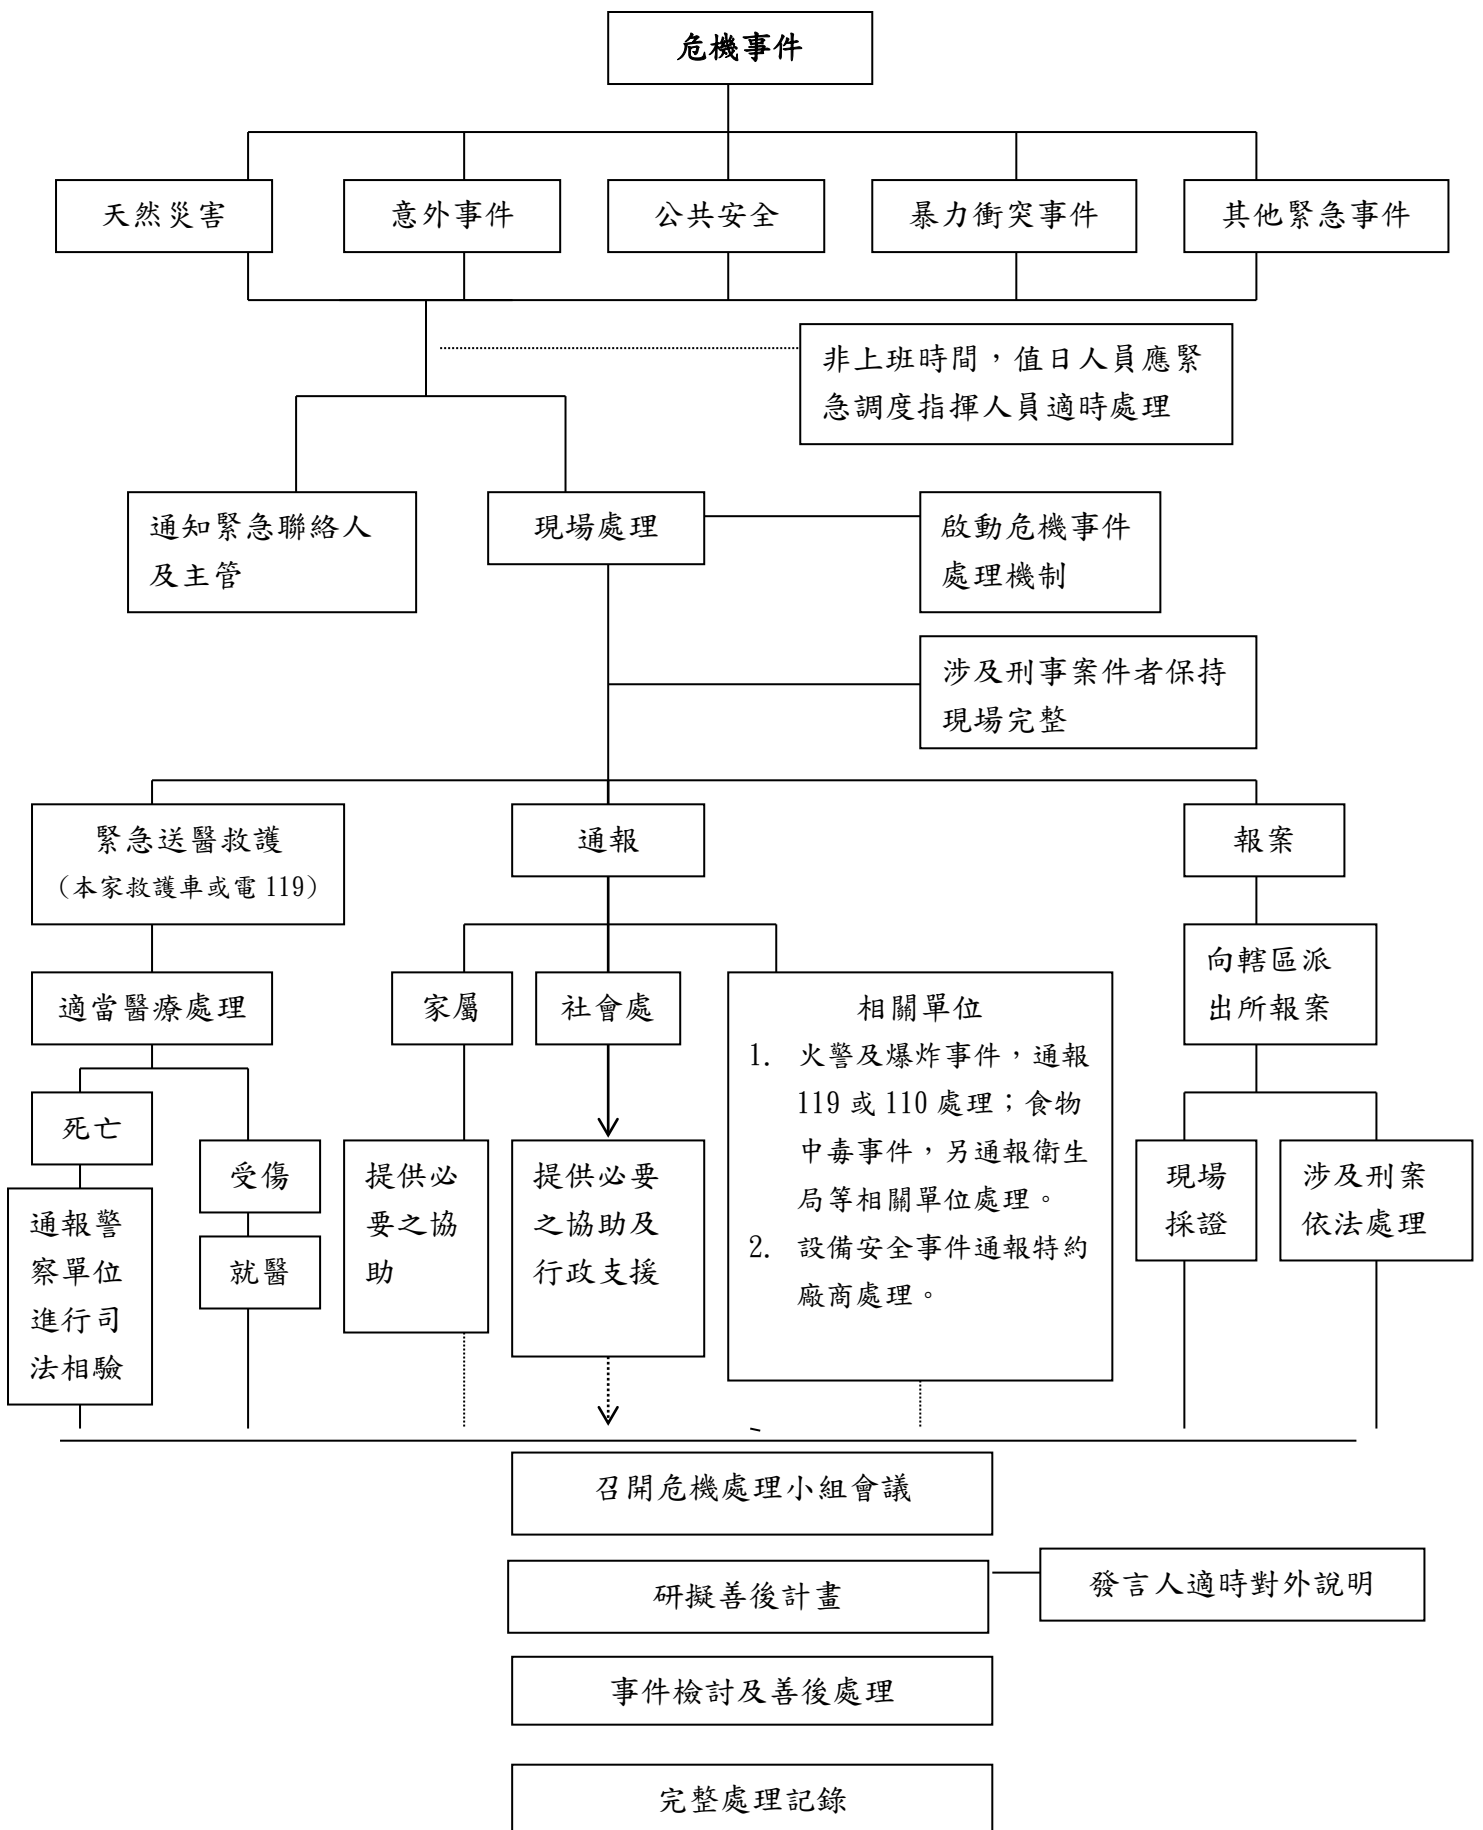 危機事件
天然災害
意外事件
公共安全
暴力衝突事件
其他緊急事件
非上班時間，值日人員應緊
急調度指揮人員適時處理
通知緊急聯絡人
及主管
現場處理
啟動危機事件
處理機制
涉及刑事案件者保持
現場完整
緊急送醫救護
（本家救護車或電 119）
通報
報案
適當醫療處理
家屬
社會處
相關單位
1. 火警及爆炸事件，通報
119 或 110 處理；食物
中毒事件，另通報衛生
局等相關單位處理。
2. 設備安全事件通報特約
廠商處理。
向轄區派
出所報案
死亡
受傷
提供必
要之協
助
提供必要
之協助及
行政支援
現場
採證
涉及刑案
依法處理
通報警
察單位
進行司
法相驗
就醫
召開危機處理小組會議
研擬善後計畫
發言人適時對外說明
事件檢討及善後處理
完整處理記錄